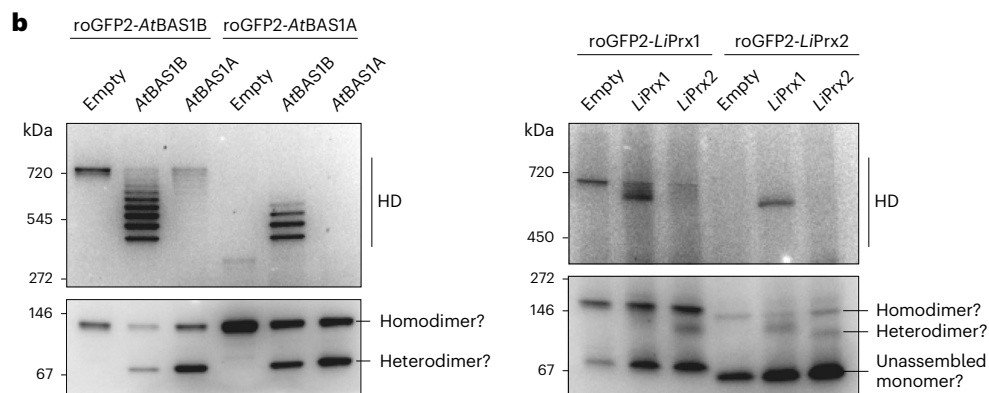 b
roGFP2-AtBAS1B roGFP2-AtBAS1A
Empty AtBAS1B AtBAS1A Empty AtBAS1B AtBAS1A
kDa
720
545
272
HD
146
67
Homodimer?
Heterodimer?
roGFP2-LiPrx1 roGFP2-LiPrx2
Empty LiPrx1 LiPrx2 Empty LiPrx1 LiPrx2
kDa
720
450
HD
272
146
67
Homodimer?
Heterodimer?
Unassembled
monomer?